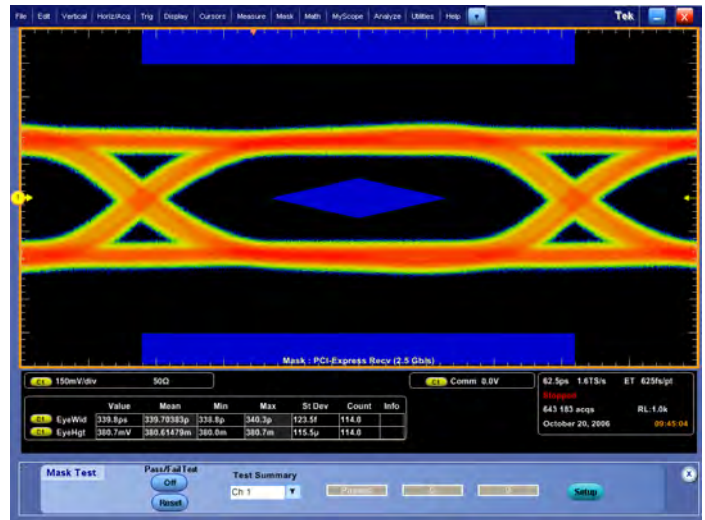 File Edit Vertical Horiz/Acq Trig Display Cursors Measure Mask Math MyScope Analyze Utilities Help Tek
1
Mask : PCI-Express Recv (2.5 Gb/s)
C1 150mV/div 50Ω C1 Comm 0.0V 62.5ps 1.6TS/s ET 625fs/pt
Stopped
643 183 acqs RL:1.0k
October 20, 2006 09:45:04
Value Mean Min Max St Dev Count Info
C1 EyeWid 339.8ps 339.70383p 338.8p 340.3p 123.5f 114.0
C1 EyeHgt 380.7mV 380.61479m 380.0m 380.7m 115.5µ 114.0
Mask Test
Pass/Fail Test
Off
Reset
Test Summary
Ch 1
Setup
x